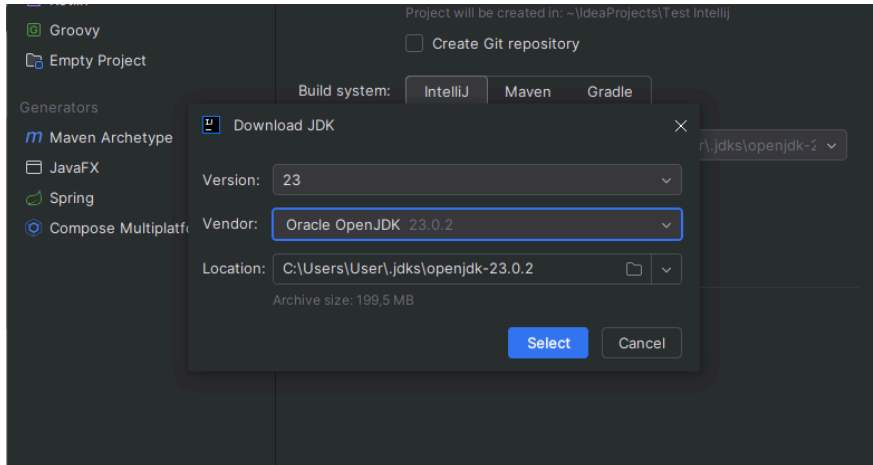 Project will be created in: ~\IdeaProjects\Test Intellij
Groovy
Create Git repository
Empty Project
Build system: IntelliJ Maven Gradle
Generators
Download JDK
Maven Archetype
r\.jdks\openjdk-2
JavaFX
Version: 23
Spring
Vendor: Oracle OpenJDK 23.0.2
Compose Multiplatf
Location: C:\Users\User\.jdks\openjdk-23.0.2
Archive size: 199,5 MB
Select Cancel